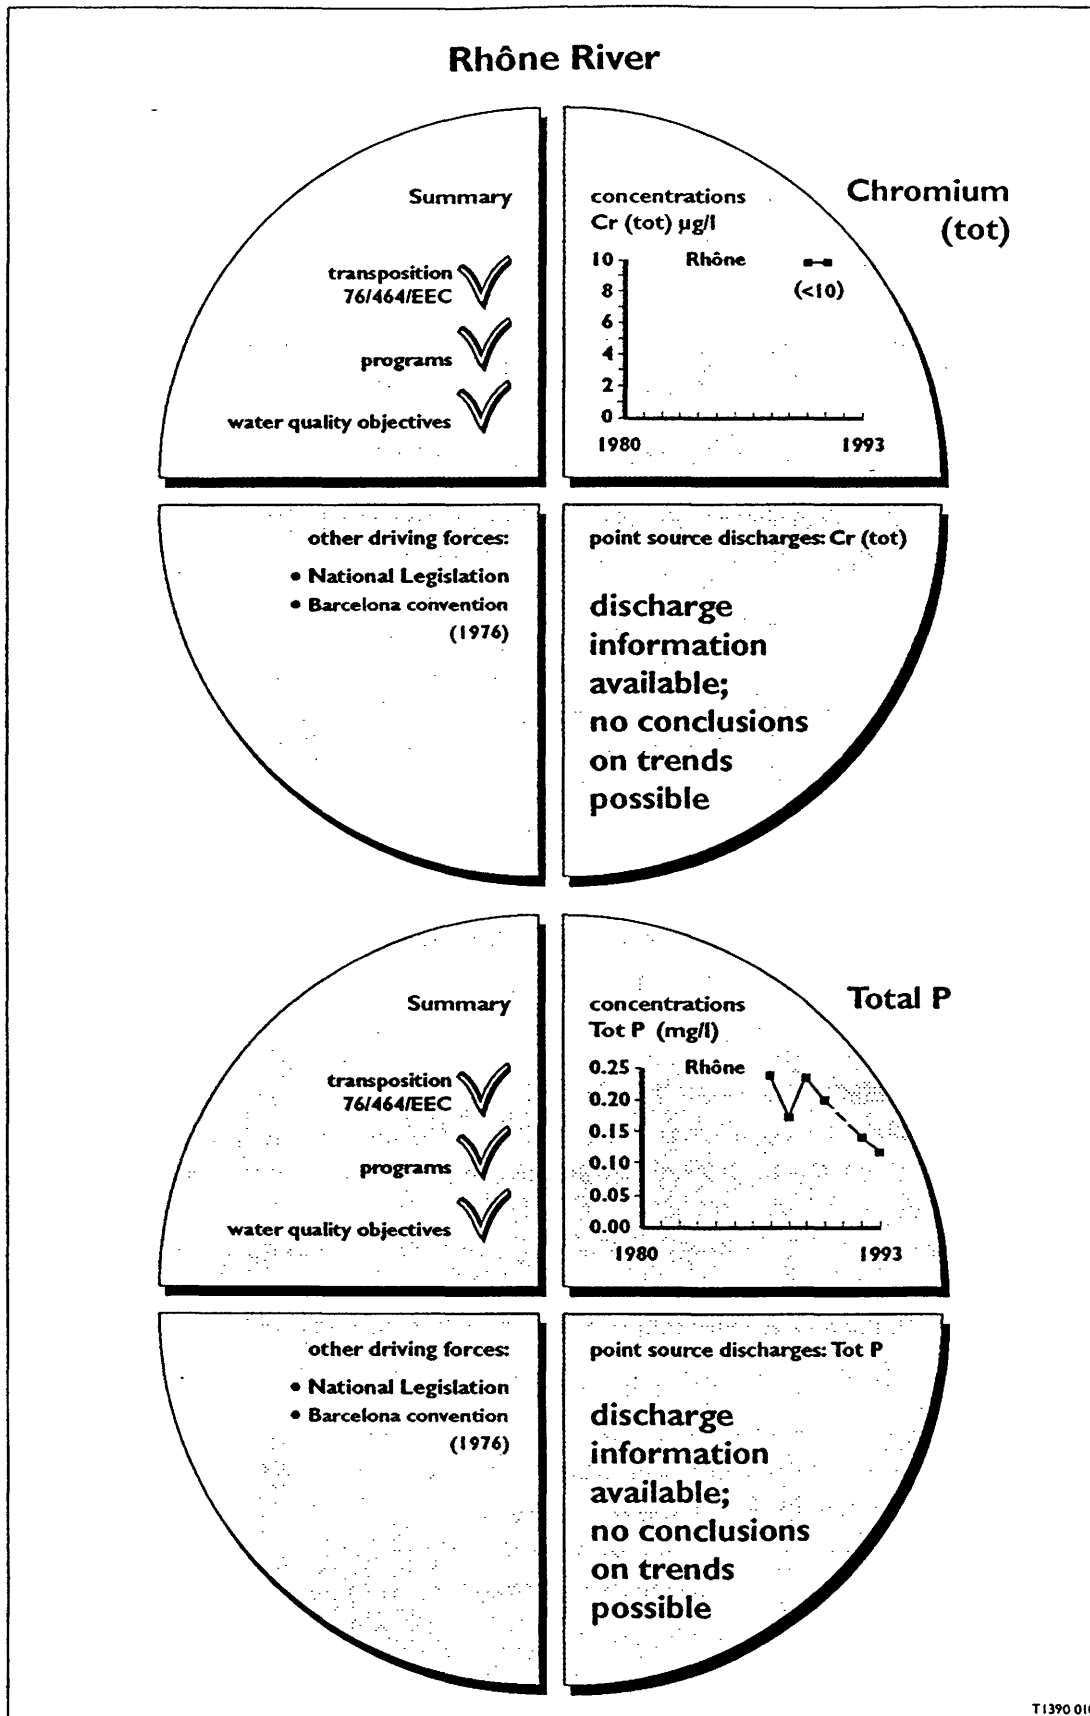 Rhône River
Summary
transposition
76/464/EEC
programs
water quality objectives
concentrations
Cr (tot) µg/l
Chromium
(tot)
10
Rhône
(<10)
8
6
4
2
0
1980
1993
other driving forces:
• National Legislation
• Barcelona convention
(1976)
point source discharges: Cr (tot)
discharge
information
available;
no conclusions
on trends
possible
Summary
transposition
76/464/EEC
programs
water quality objectives
concentrations
Tot P (mg/l)
Total P
0.25
Rhône
0.20
0.15
0.10
0.05
0.00
1980
1993
other driving forces:
• National Legislation
• Barcelona convention
(1976)
point source discharges: Tot P
discharge
information
available;
no conclusions
on trends
possible